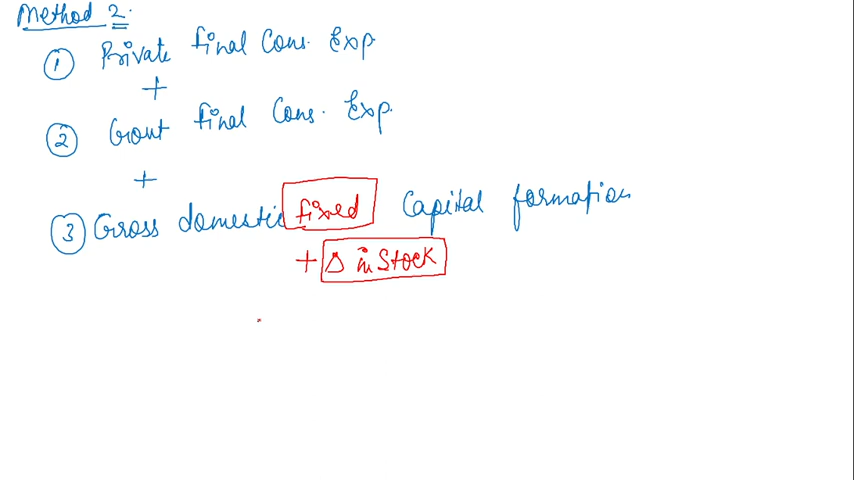 Method 2.
① Private final Cons. Exp.
+
② Govt final Cons. Exp.
+
③ Gross domestic fixed Capital formation
+ Δ in Stock